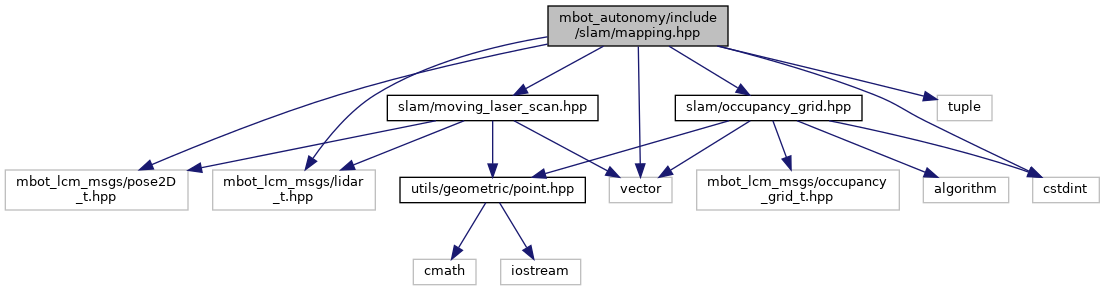 mbot_autonomy/include
/slam/mapping.hpp
slam/moving_laser_scan.hpp
slam/occupancy_grid.hpp
tuple
mbot_lcm_msgs/pose2D
_t.hpp
mbot_lcm_msgs/lidar
_t.hpp
utils/geometric/point.hpp
vector
mbot_lcm_msgs/occupancy
_grid_t.hpp
algorithm
cstdint
cmath
iostream